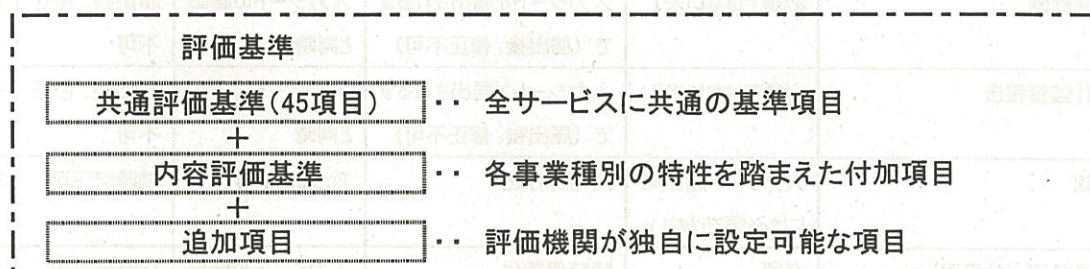 評価基準
共通評価基準(45項目)‥ 全サービスに共通の基準項目
+
内容評価基準‥ 各事業種別の特性を踏まえた付加項目
+
追加項目‥ 評価機関が独自に設定可能な項目